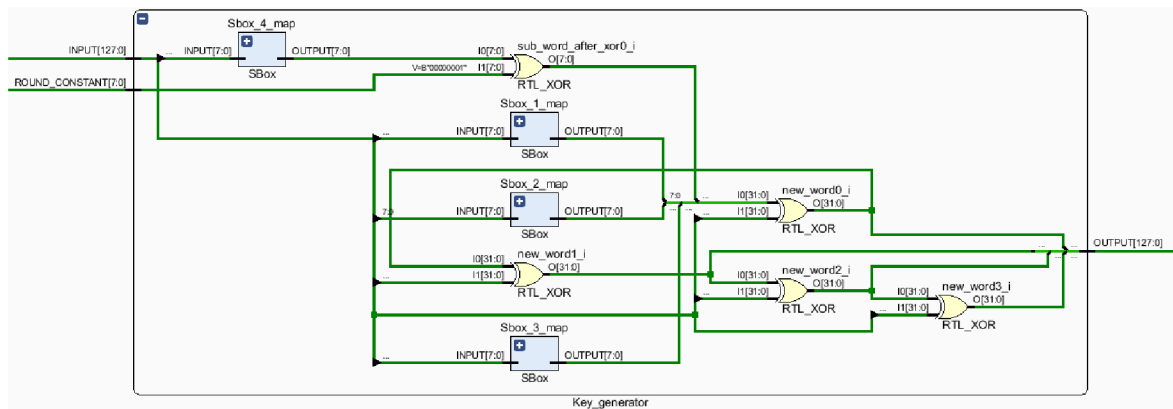 Sbox_4_map
INPUT[127:0]
... INPUT[7:0]
OUTPUT[7:0]
SBox
I0[7:0]
sub_word_after_xor0_i
O[7:0]
V=B"00000001"
I1[7:0]
RTL_XOR
ROUND_CONSTANT[7:0]
Sbox_1_map
... INPUT[7:0]
OUTPUT[7:0]
SBox
Sbox_2_map
7:0
INPUT[7:0]
OUTPUT[7:0]
SBox
7:0
...
I0[31:0]
new_word0_i
O[31:0]
... I1[31:0]
RTL_XOR
new_word1_i
I0[31:0]
O[31:0]
... I1[31:0]
RTL_XOR
new_word2_i
I0[31:0]
O[31:0]
... I1[31:0]
RTL_XOR
OUTPUT[127:0]
new_word3_i
I0[31:0]
O[31:0]
... I1[31:0]
RTL_XOR
Sbox_3_map
... INPUT[7:0]
OUTPUT[7:0]
SBox
Key_generator